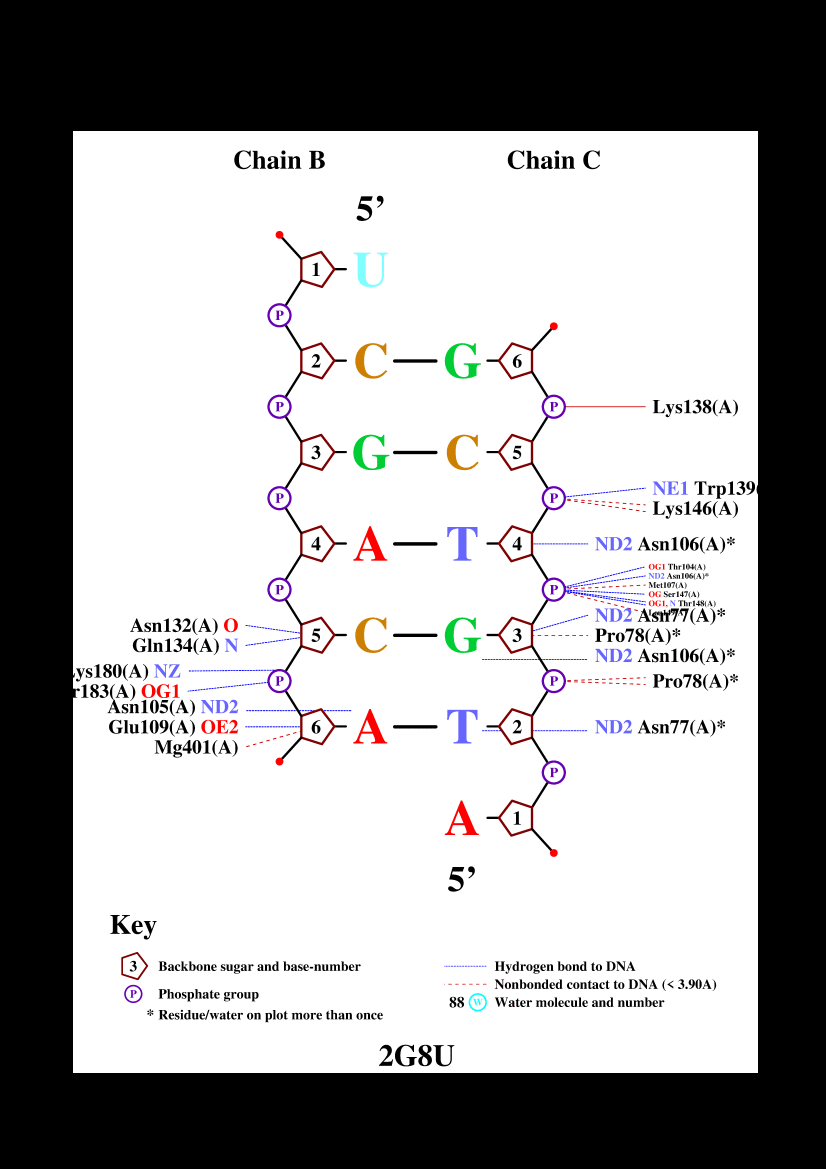 Chain B Chain C
5’
1 U
P
2 C G 6
P P Lys138(A)
3 G C 5
P P NE1 Trp139(
Lys146(A)
4 A T 4 ND2 Asn106(A)*
OG1 Thr104(A)
ND2 Asn106(A)*
Met107(A)
P P
OG Ser147(A)
OG1, N Thr148(A)
ND2 Asn77(A)*
Asn132(A) O 5 C G 3 Pro78(A)*
Gln134(A) N
ND2 Asn106(A)*
ys180(A) NZ
P P Pro78(A)*
r183(A) OG1
Asn105(A) ND2
Glu109(A) OE2 6 A T 2 ND2 Asn77(A)*
Mg401(A)
P
A 1
5’
Key
3 Backbone sugar and base-number Hydrogen bond to DNA
Nonbonded contact to DNA (< 3.90A)
P Phosphate group 88 W Water molecule and number
* Residue/water on plot more than once
2G8U